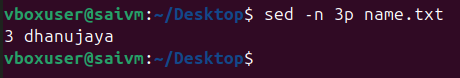 vboxuser@saivm:~/Desktop$ sed -n 3p name.txt
3 dhanujaya
vboxuser@saivm:~/Desktop$